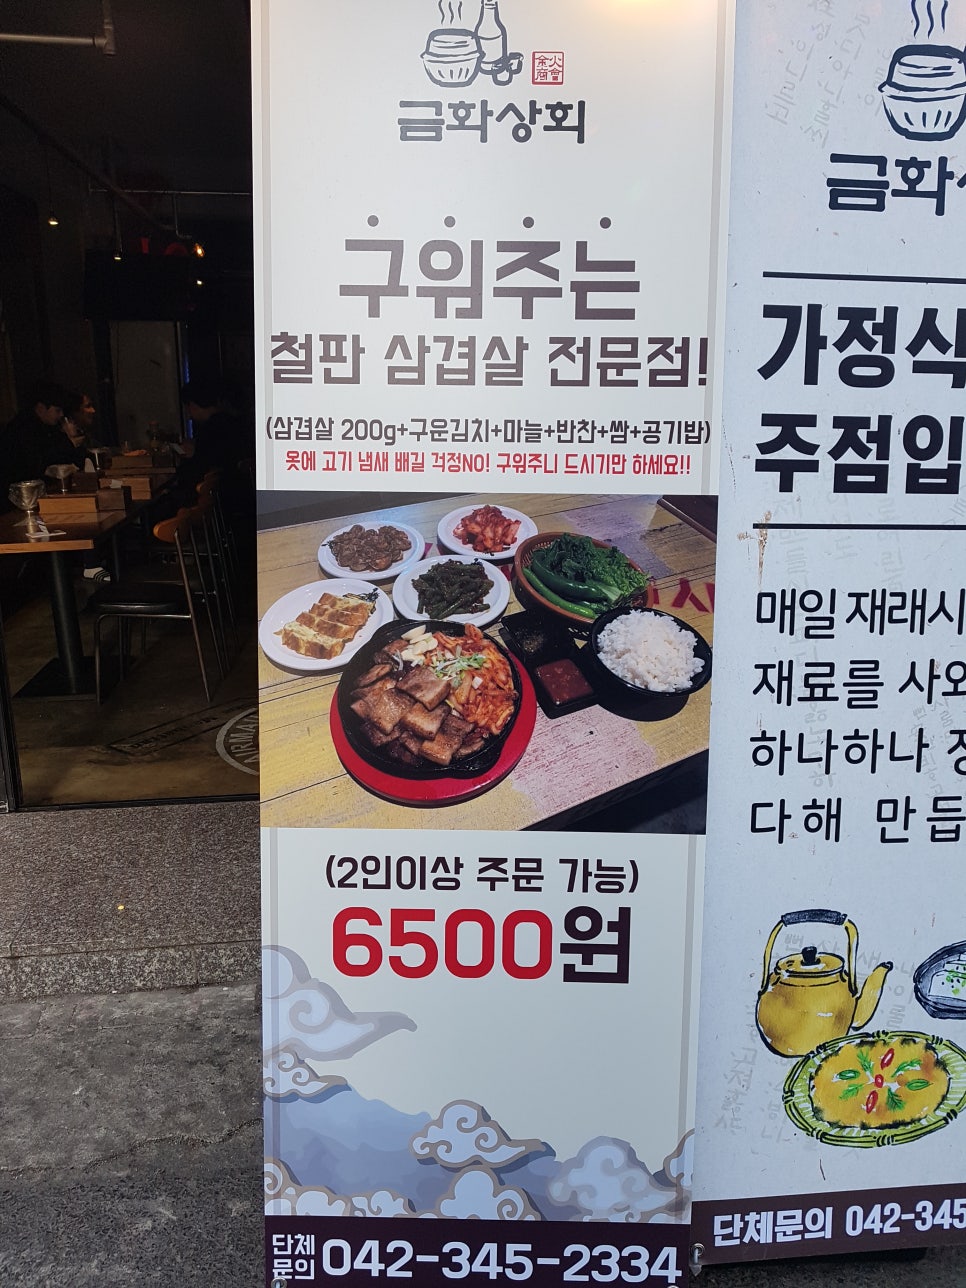 금화상회
구워주는
철판 삼겹살 전문점!
(삼겹살 200g+구운김치+마늘+반찬+쌈+공기밥)
옷에 고기 냄새 배길 걱정NO! 구워주니 드시기만 하세요!!
(2인이상 주문 가능)
6500원
단체
문의 042-345-2334
금화
가정식
주점입
매일 재래시
재료를 사
하나하나
다해 만듭
단체문의 042-345